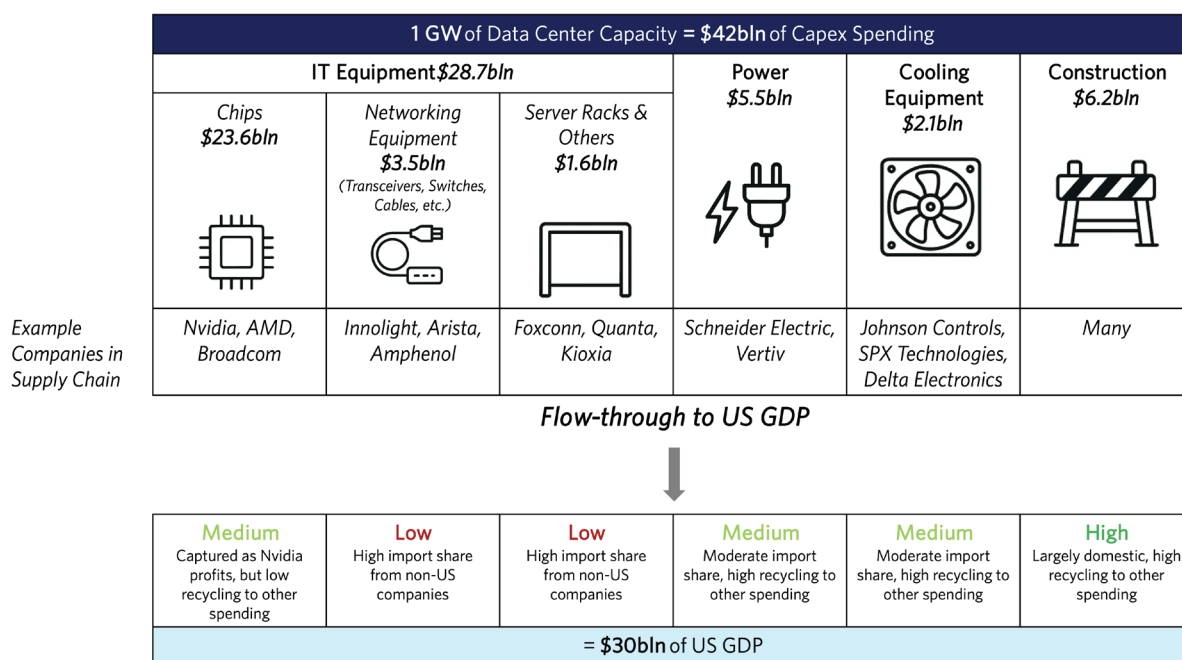 1 GW of Data Center Capacity = $42bln of Capex Spending
IT Equipment $28.7bln
Power
$5.5bln
Cooling
Equipment
$2.1bln
Construction
$6.2bln
Chips
$23.6bln
Networking
Equipment
$3.5bln
(Transceivers, Switches,
Cables, etc.)
Server Racks &
Others
$1.6bln
Example
Companies in
Supply Chain
Nvidia, AMD,
Broadcom
Innolight, Arista,
Amphenol
Foxconn, Quanta,
Kioxia
Schneider Electric,
Vertiv
Johnson Controls,
SPX Technologies,
Delta Electronics
Many
Flow-through to US GDP
Medium
Captured as Nvidia
profits, but low
recycling to other
spending
Low
High import share
from non-US
companies
Low
High import share
from non-US
companies
Medium
Moderate import
share, high recycling to
other spending
Medium
Moderate import
share, high recycling to
other spending
High
Largely domestic, high
recycling to other
spending
= $30bln of US GDP